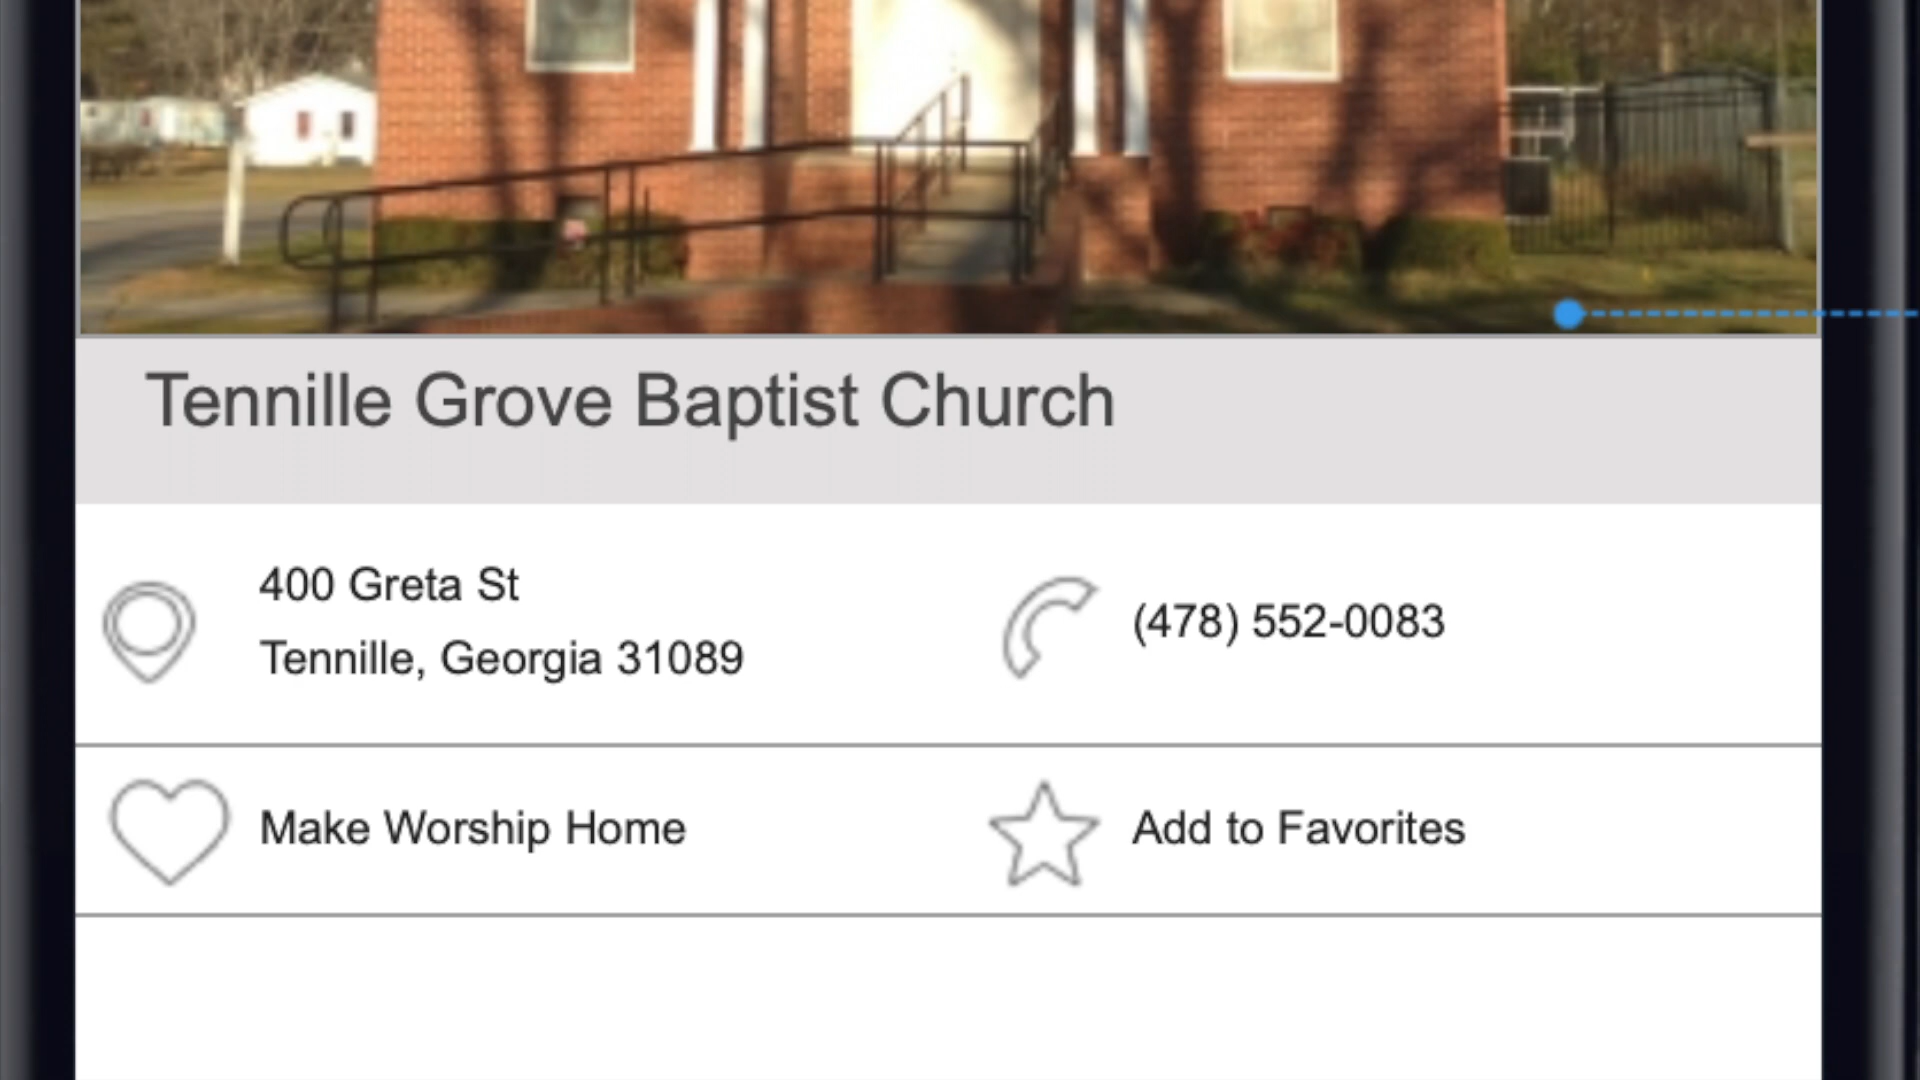 Tennille Grove Baptist Church
400 Greta St
Tennille, Georgia 31089
(478) 552-0083
Make Worship Home
Add to Favorites